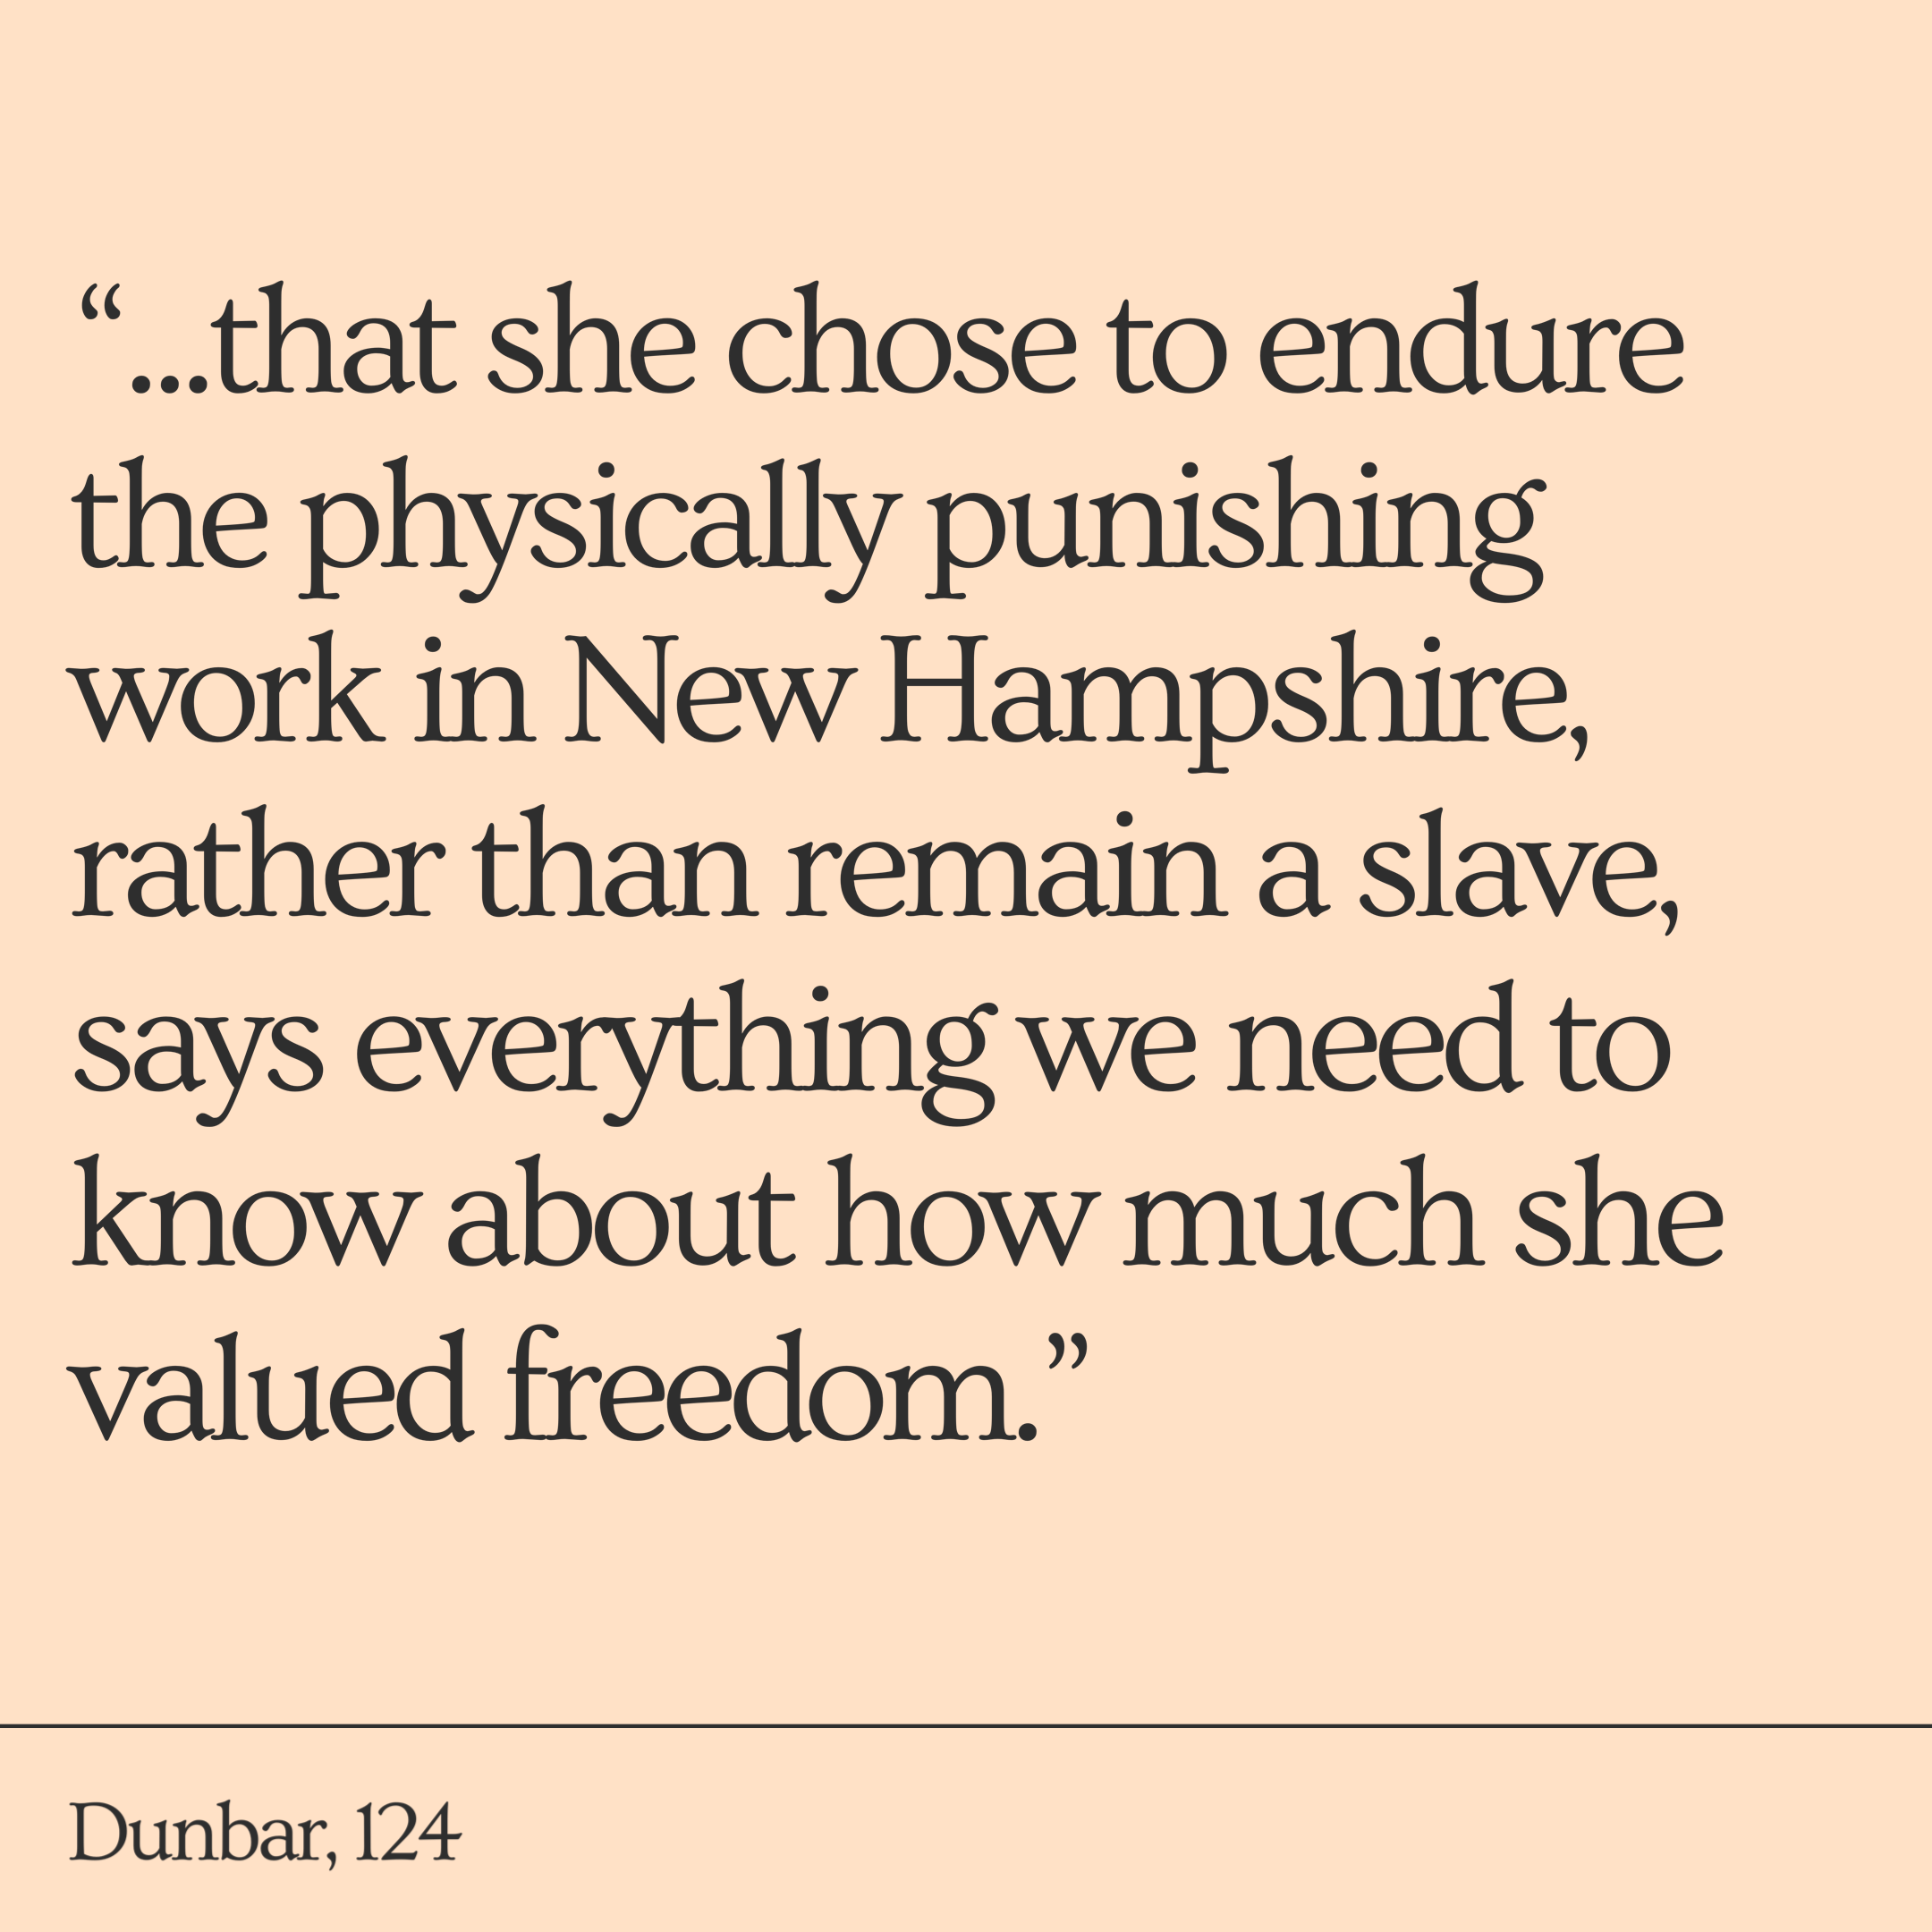 “...that she chose to endure
the physically punishing
work in New Hampshire,
rather than remain a slave,
says everything we need to
know about how much she
valued freedom.”
Dunbar, 124